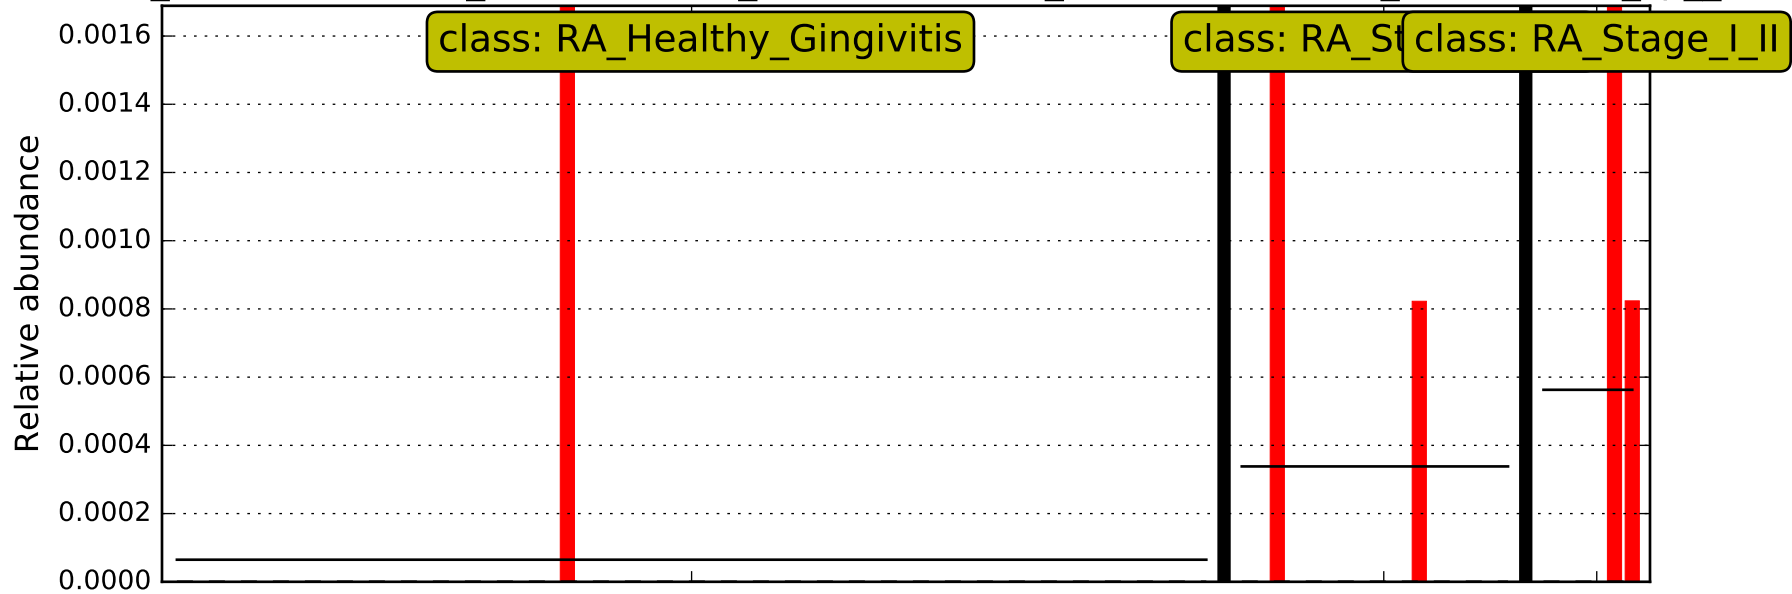 0.0016
class: RA_Healthy_Gingivitis
class: RA_St
class: RA_Stage_I_II
0.0014
0.0012
0.0010
0.0008
0.0006
0.0004
0.0002
0.0000
Relative abundance